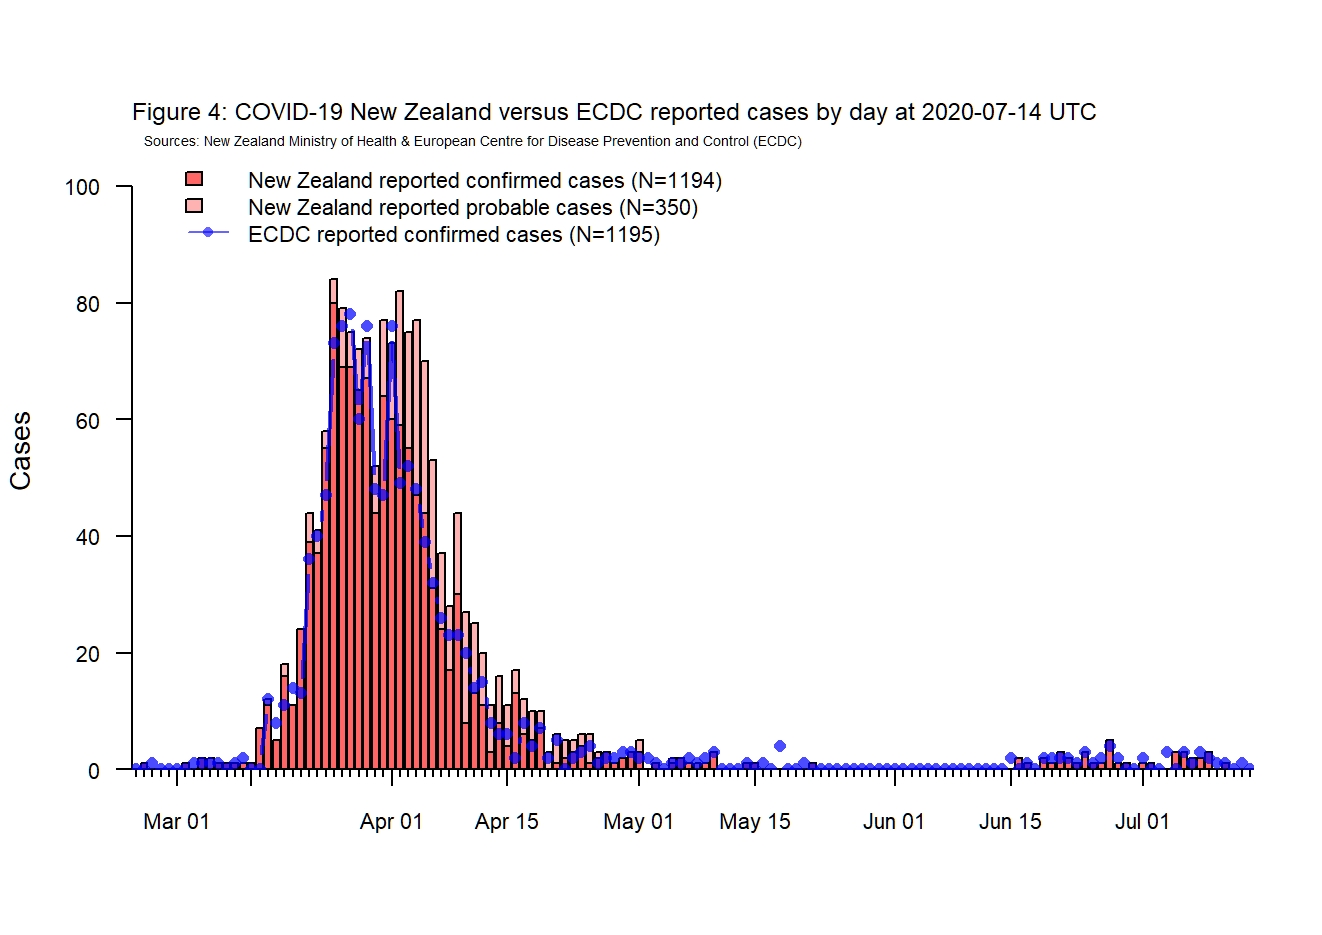 Figure 4: COVID-19 New Zealand versus ECDC reported cases by day at 2020-07-14 UTC
Sources: New Zealand Ministry of Health & European Centre for Disease Prevention and Control (ECDC)
New Zealand reported confirmed cases (N=1194)
New Zealand reported probable cases (N=350)
ECDC reported confirmed cases (N=1195)
Cases
100
80
60
40
20
0
Mar 01 Apr 01 Apr 15 May 01 May 15 Jun 01 Jun 15 Jul 01